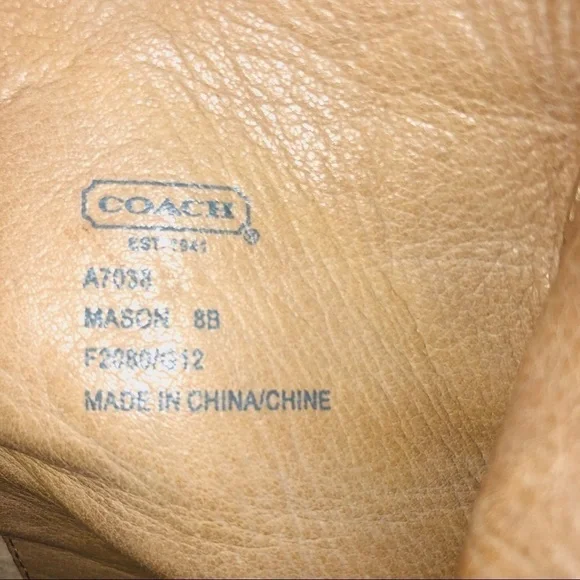 COACH®
EST. 1941
A7038
MASON 8B
MADE IN CHINA/CHINE